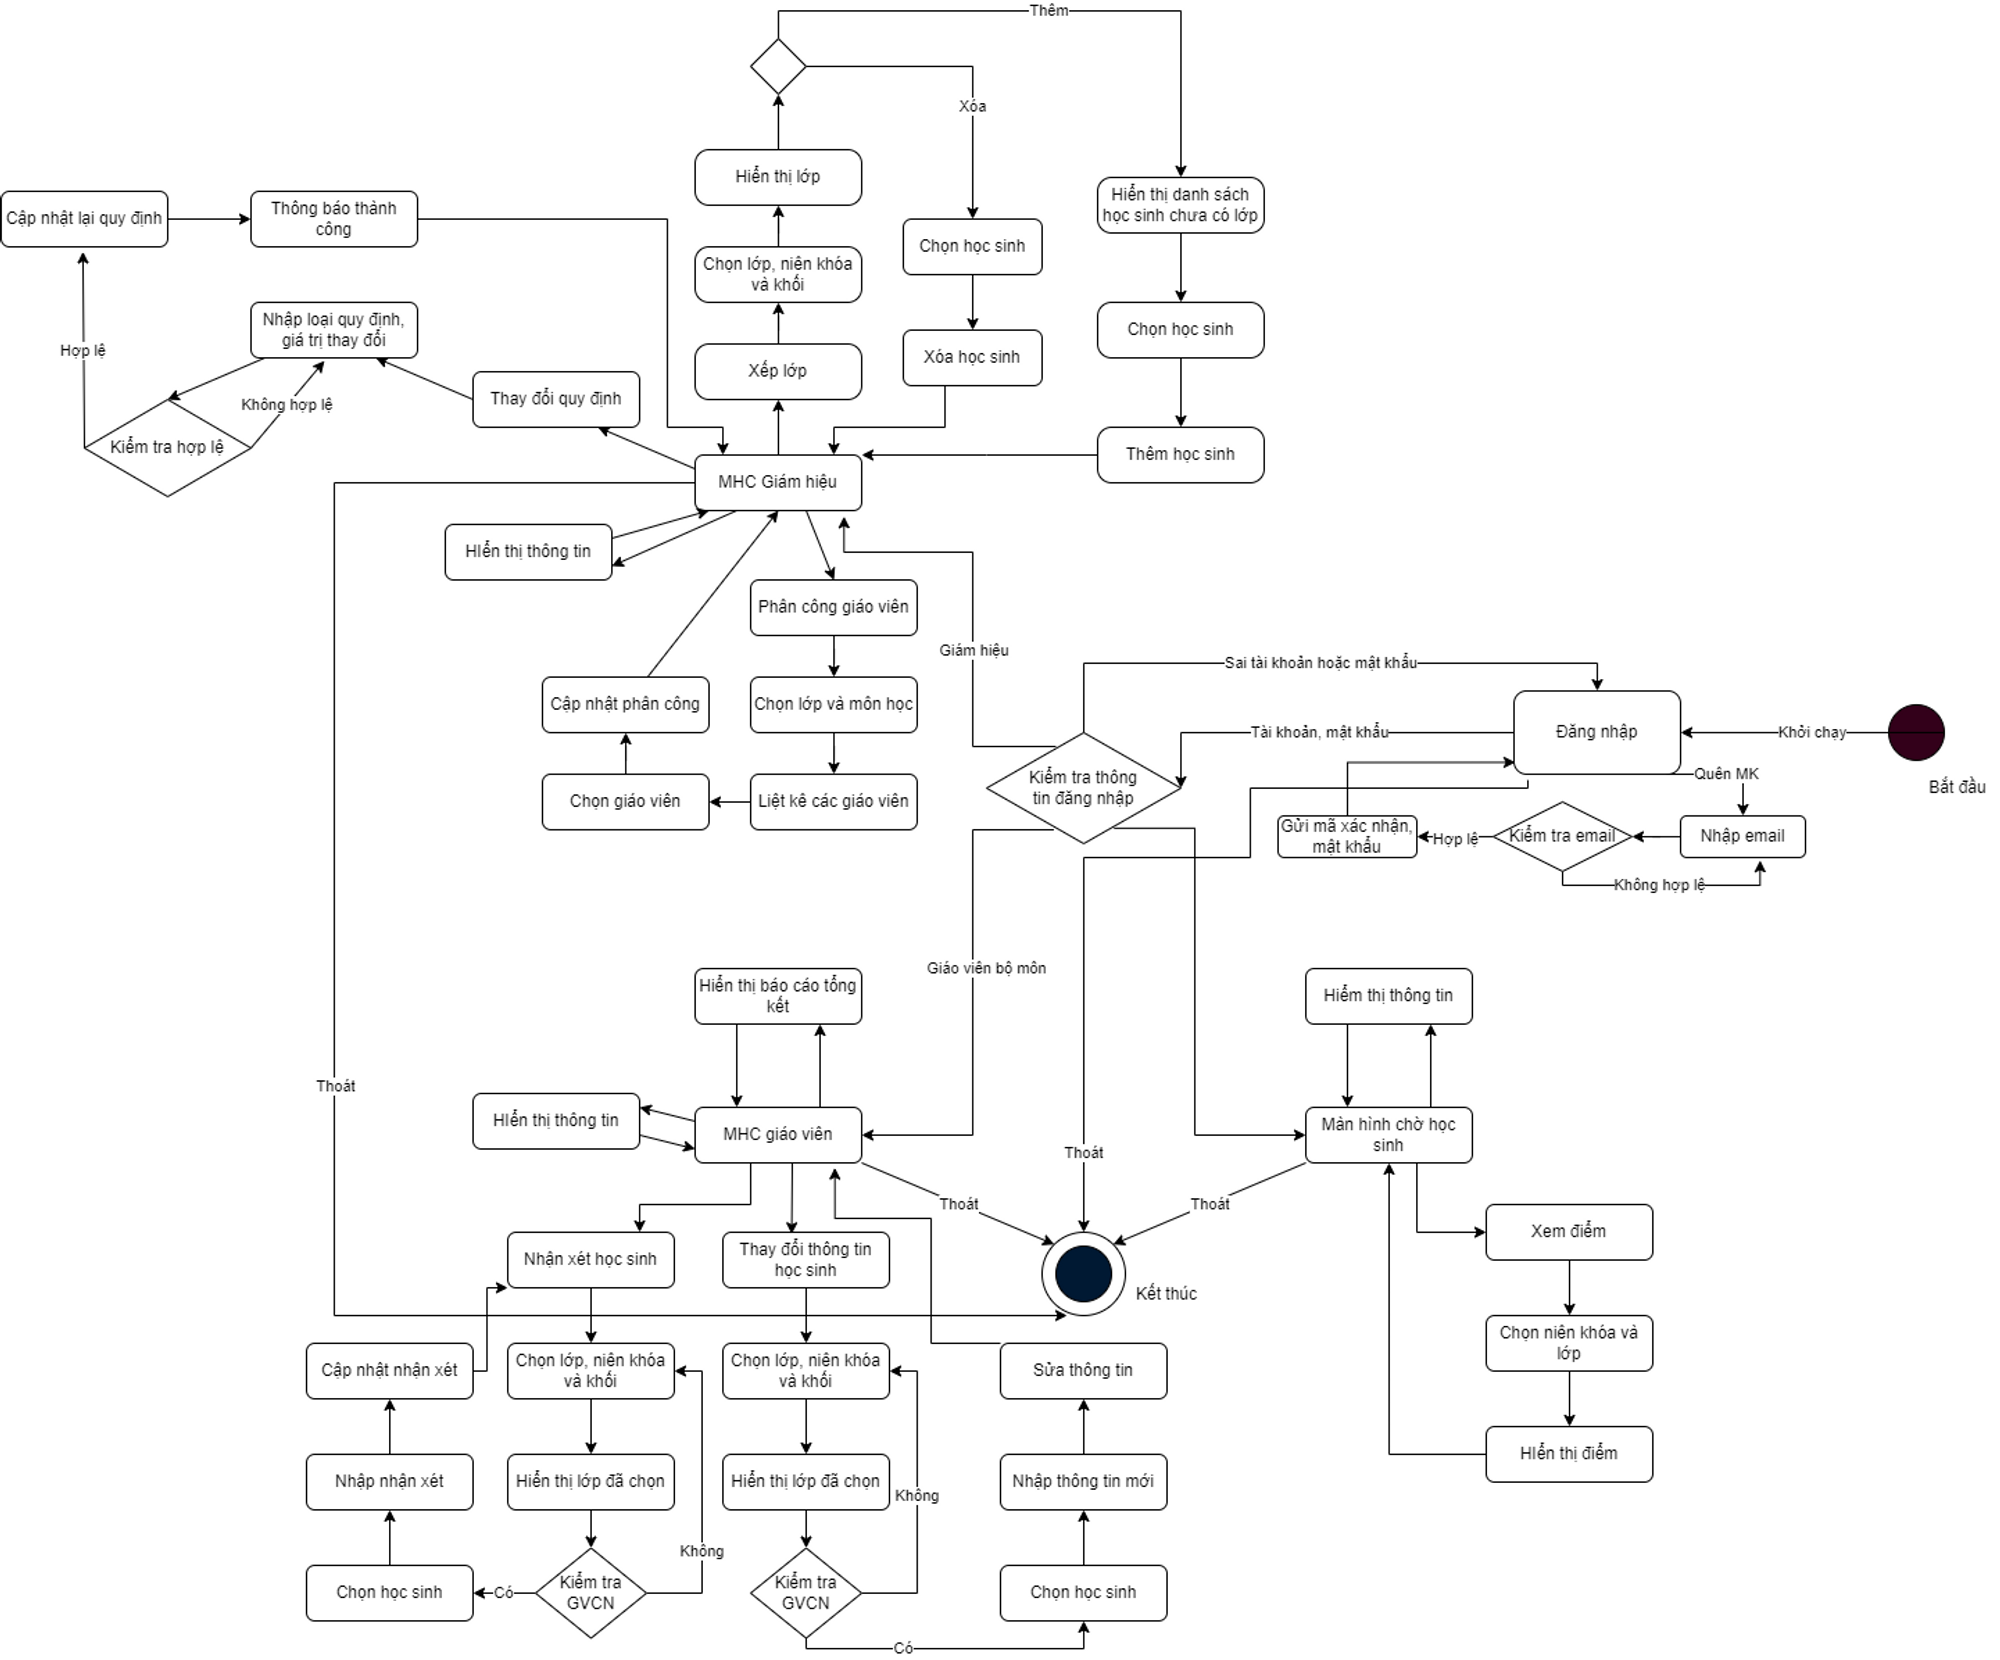 Thêm
Xóa
Hiển thị lớp
Hiển thị danh sách
học sinh chưa có lớp
Cập nhật lại quy định
Thông báo thành
công
Chọn học sinh
Chọn lớp, niên khóa
và khối
Nhập loại quy định,
giá trị thay đổi
Chọn học sinh
Hợp lệ
Xóa học sinh
Xếp lớp
Thay đổi quy định
Không hợp lệ
Kiểm tra hợp lệ
Thêm học sinh
MHC Giám hiệu
HIển thị thông tin
Phân công giáo viên
Giám hiệu
Sai tài khoản hoặc mật khẩu
Cập nhật phân công
Chọn lớp và môn học
Tài khoản, mật khẩu
Đăng nhập
Khởi chạy
Quên MK
Bắt đầu
Kiểm tra thông
tin đăng nhập
Chọn giáo viên
Liệt kê các giáo viên
Gửi mã xác nhận,
mật khẩu
Hợp lệ
Kiểm tra email
Nhập email
Không hợp lệ
Giáo viên bộ môn
Hiển thị báo cáo tổng
kết
Hiểm thị thông tin
Thoát
HIển thị thông tin
MHC giáo viên
Màn hình chờ học
sinh
Thoát
Thoát
Thoát
Nhận xét học sinh
Thay đổi thông tin
học sinh
Xem điểm
Kết thúc
Chọn niên khóa và
lớp
Cập nhật nhận xét
Chọn lớp, niên khóa
và khối
Chọn lớp, niên khóa
và khối
Sửa thông tin
HIển thị điểm
Nhập nhận xét
Hiển thị lớp đã chọn
Hiển thị lớp đã chọn
Không
Nhập thông tin mới
Không
Chọn học sinh
Có
Kiểm tra
GVCN
Kiểm tra
GVCN
Chọn học sinh
Có